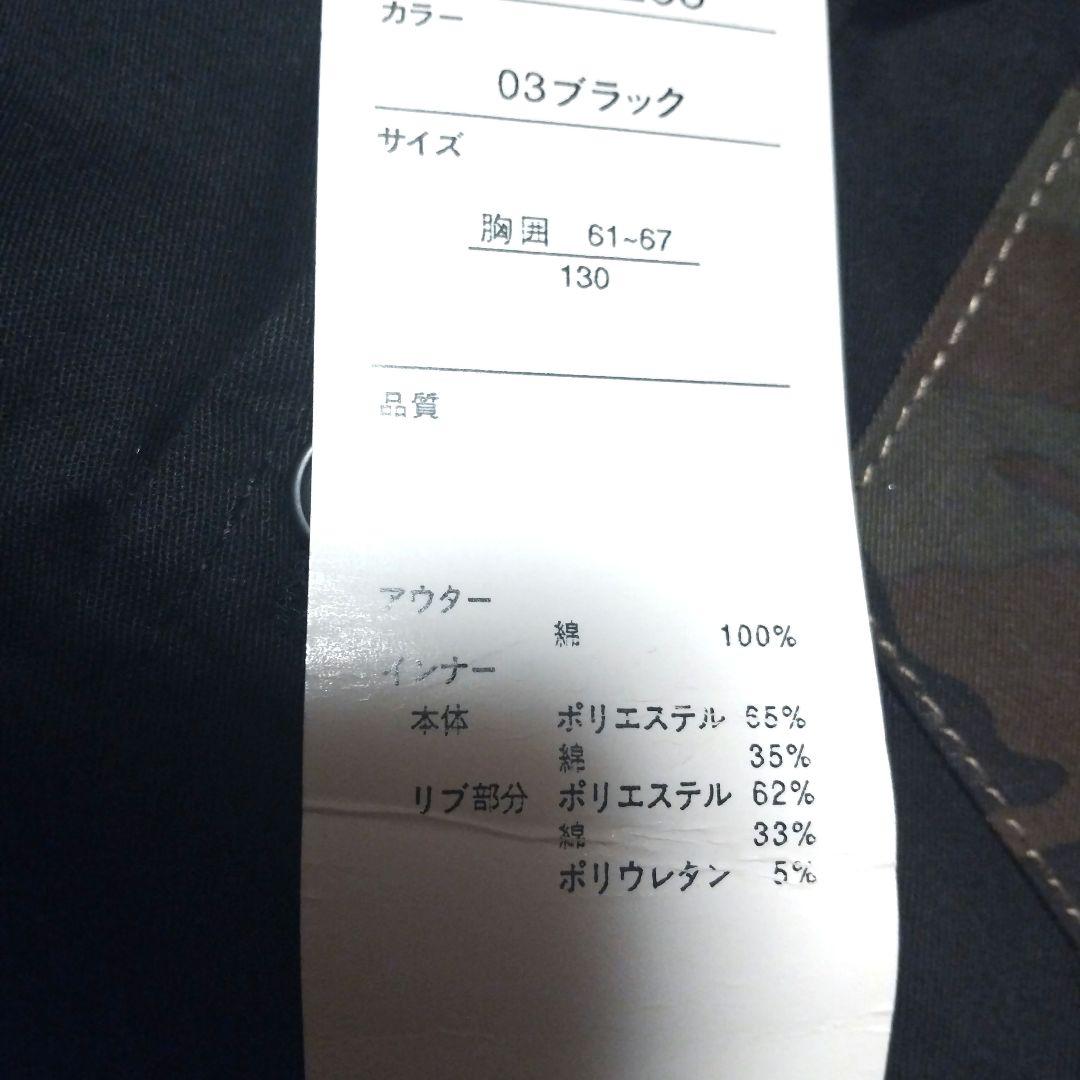 カラー
03ブラック
サイズ
胸囲 61~67
130
品質
アウター
綿 100%
インナー
本体 ポリエステル 65%
綿 35%
リブ部分 ポリエステル 62%
綿 33%
ポリウレタン 5%